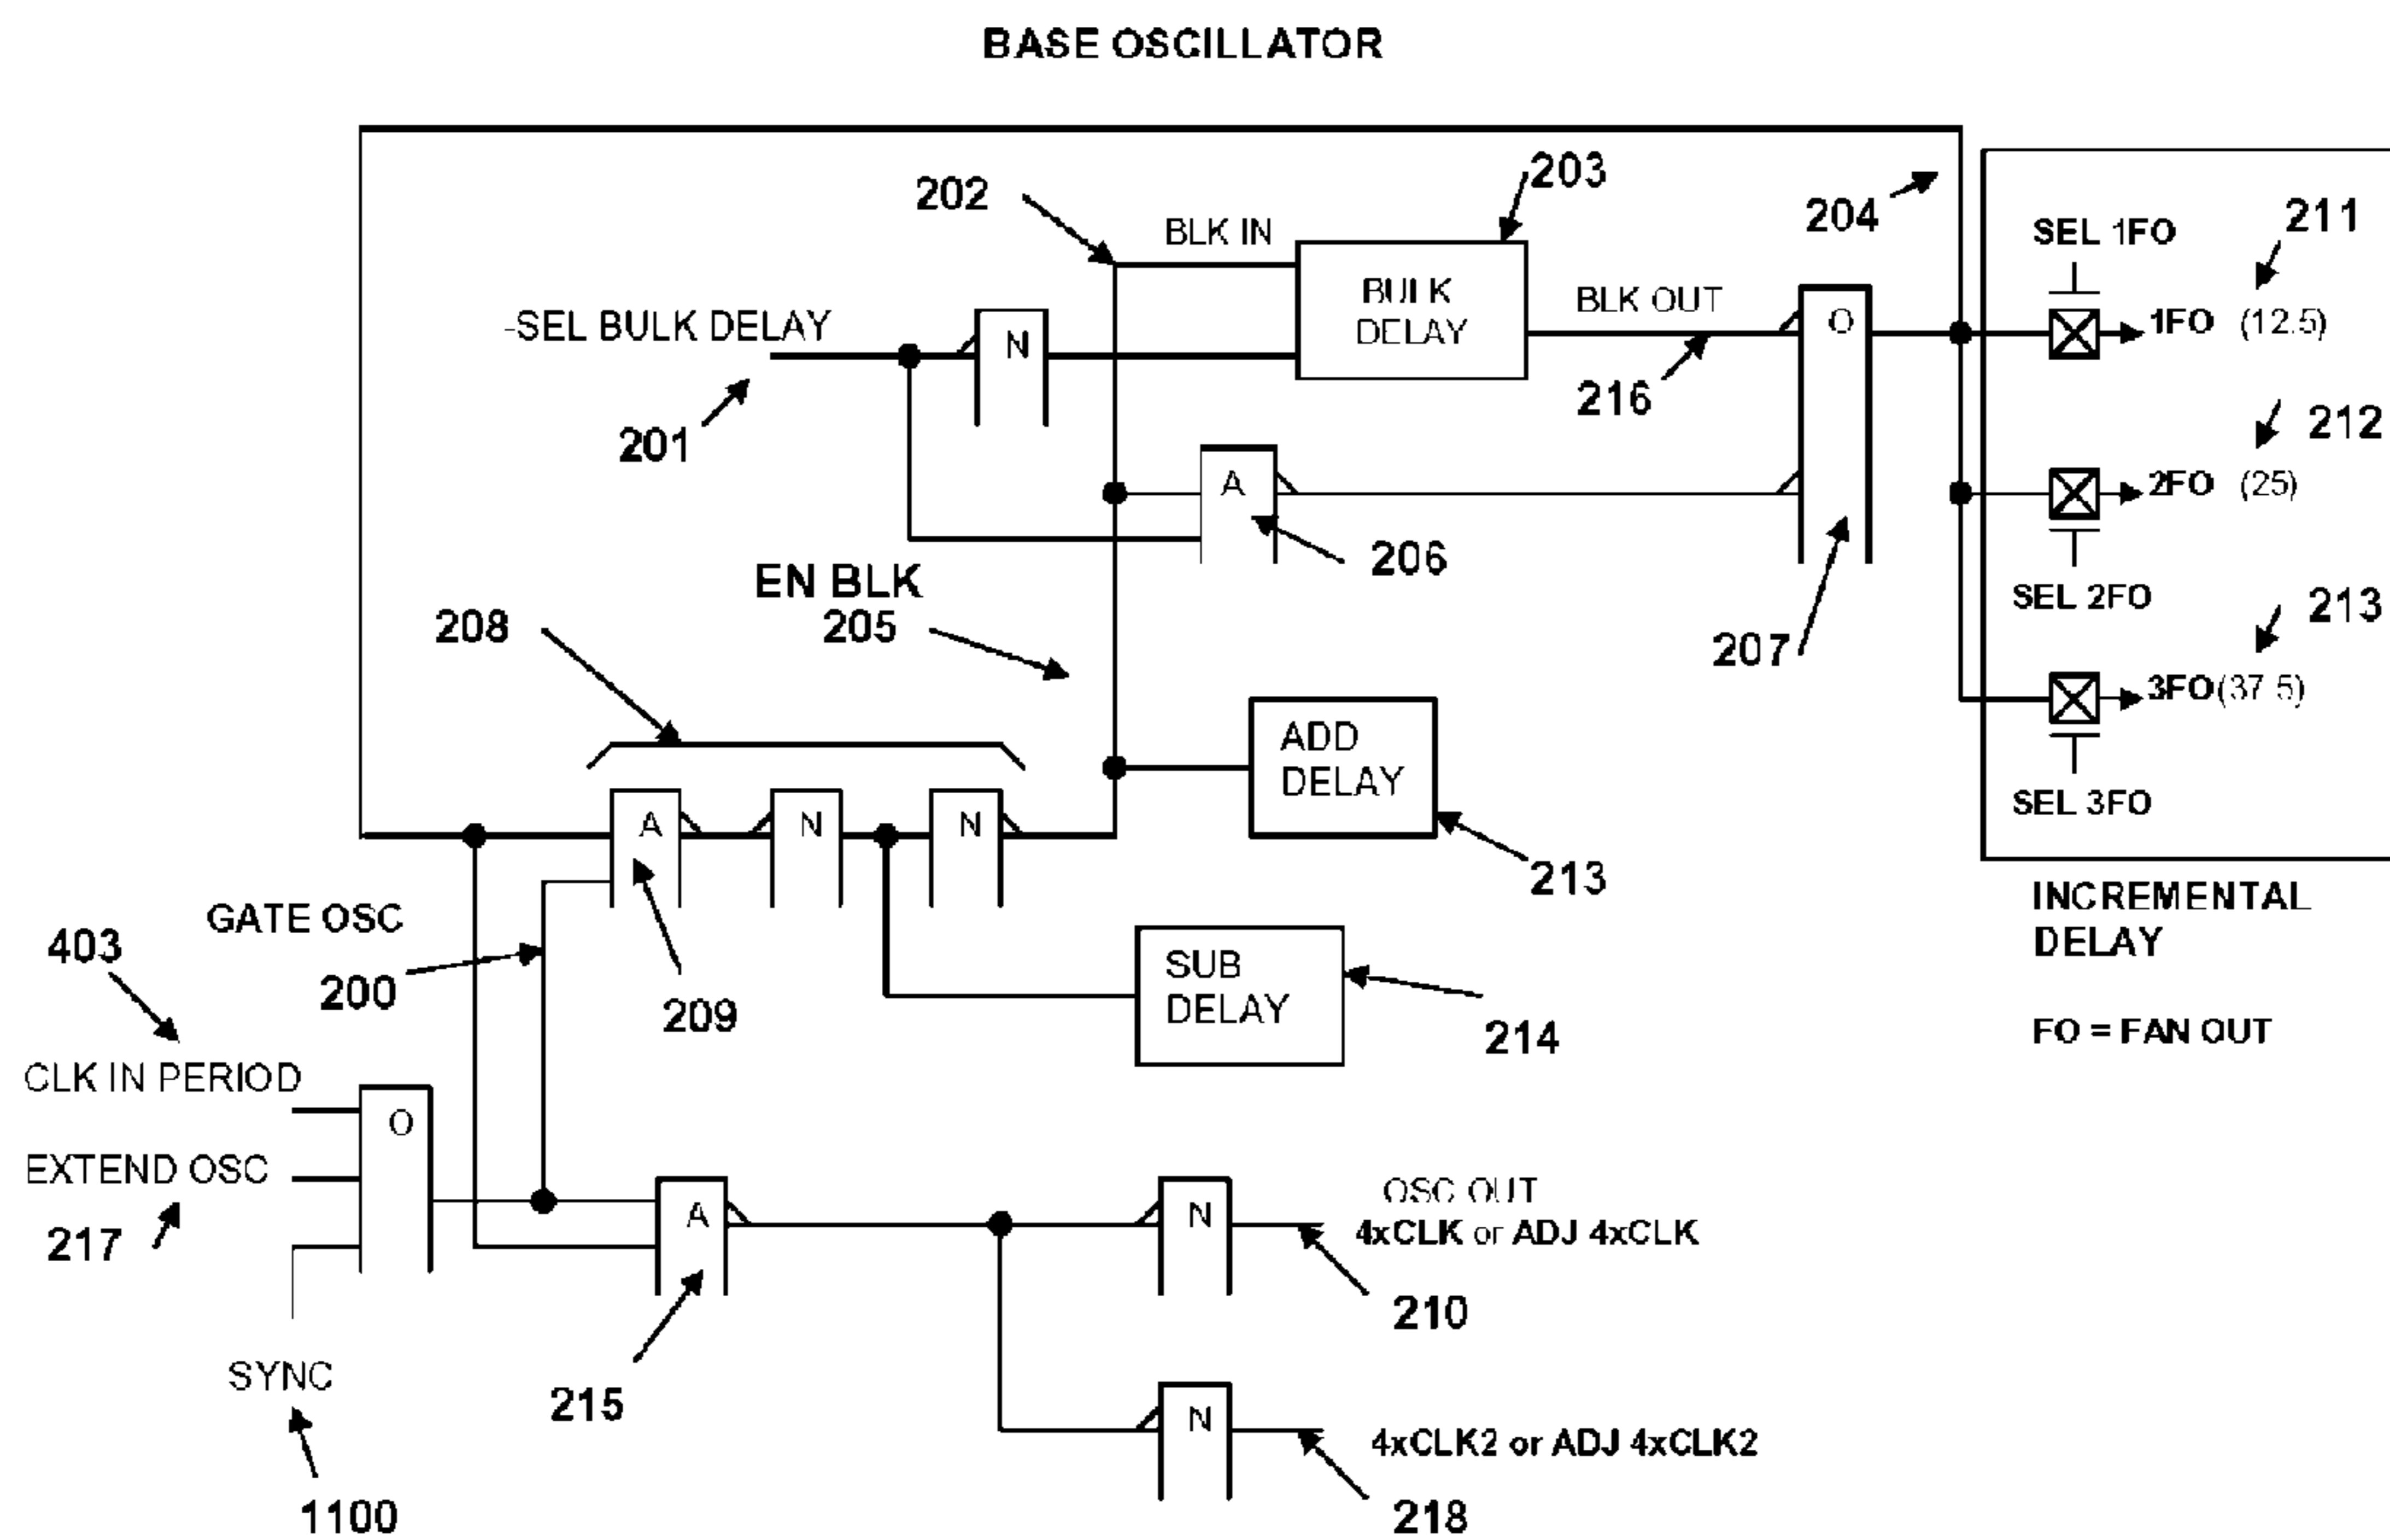 BASE OSCILLATOR
202
203
204
BLK IN
SEL 1FO
211
-SEL BULK DELAY
N
BULK
DELAY
BLK OUT
O
1FO (12.5)
201
216
212
A
2FO (25)
206
EN BLK
205
SEL 2FO
213
208
207
3FO (37.5)
ADD
DELAY
SEL 3FO
A
N
N
213
INCREMENTAL
DELAY
GATE OSC
403
200
209
SUB
DELAY
214
FO = FAN OUT
CLK IN PERIOD
O
EXTEND OSC
217
A
N
OSC OUT
4xCLK or ADJ 4xCLK
210
SYNC
215
N
4xCLK2 or ADJ 4xCLK2
1100
218